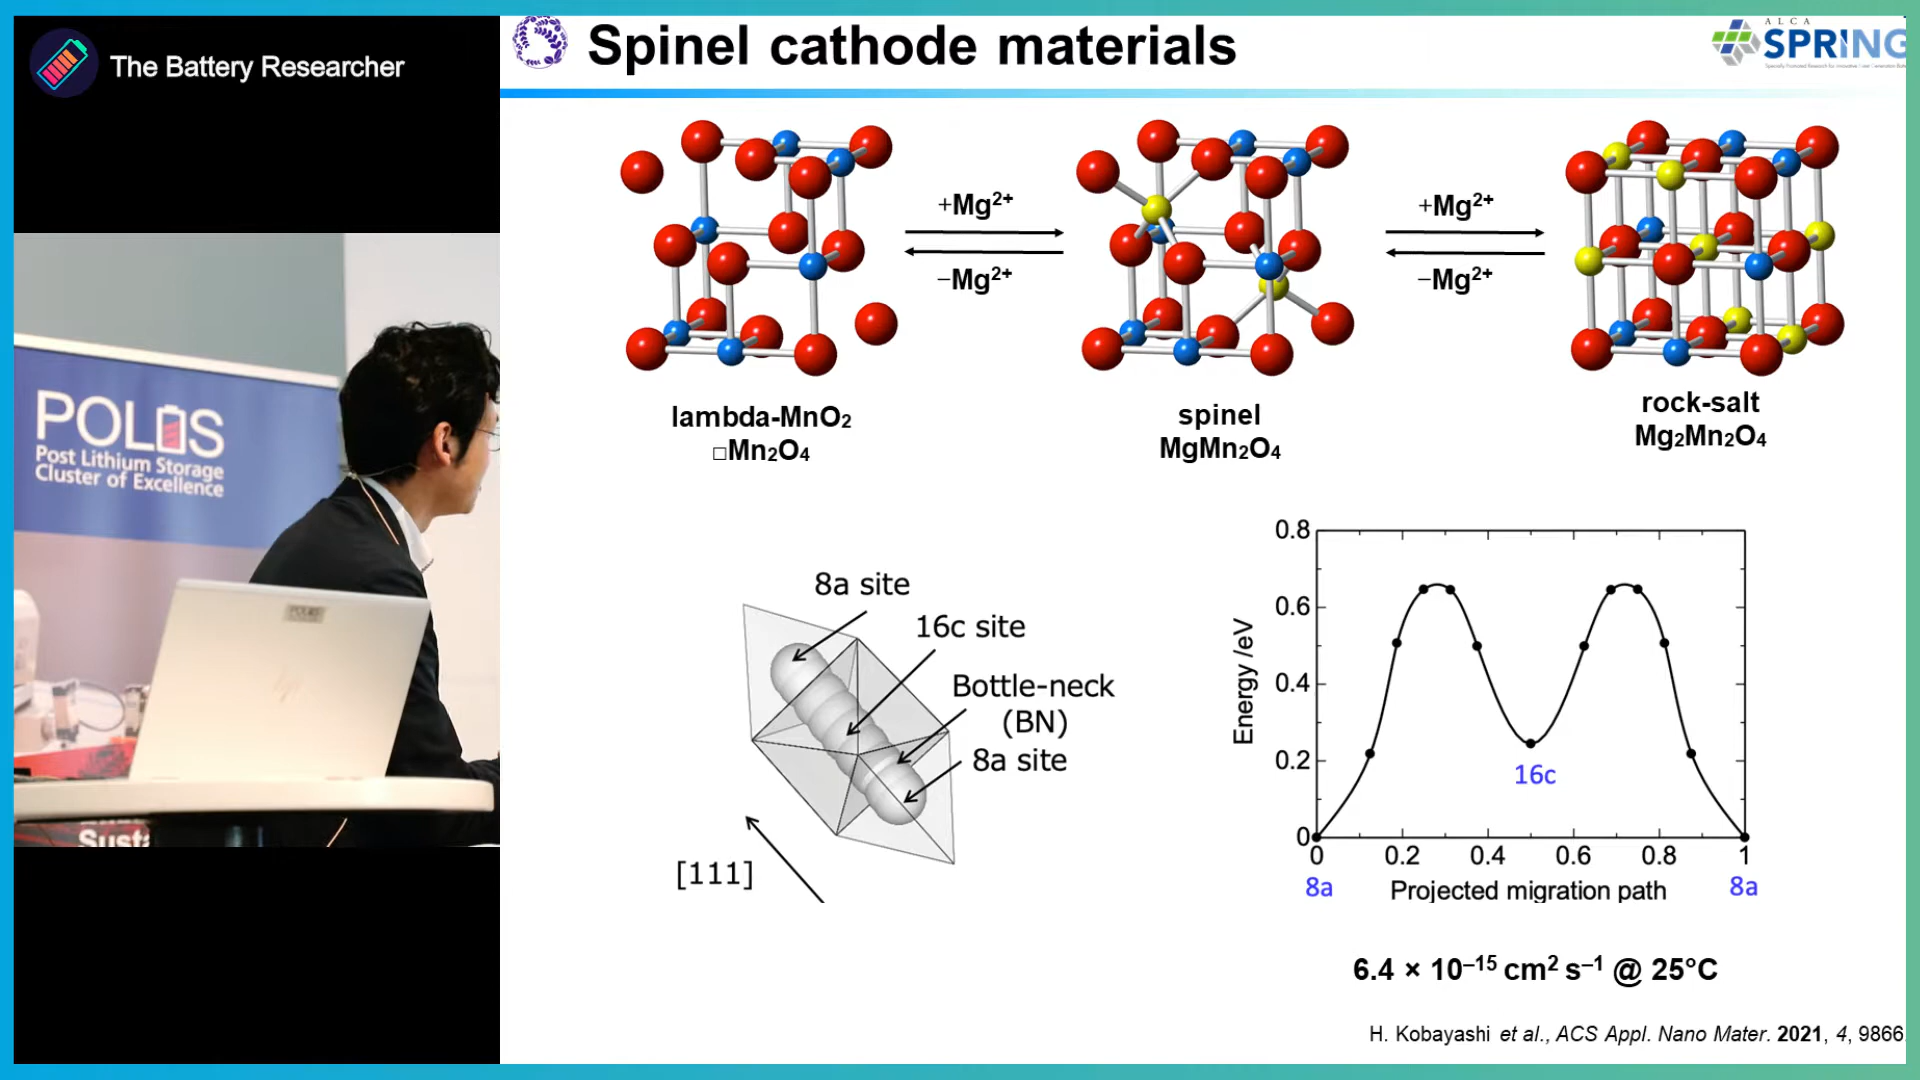 The Battery Researcher
Spinel cathode materials
ALCA
SPRING
+Mg²⁺
−Mg²⁺
+Mg²⁺
−Mg²⁺
lambda-MnO₂
□Mn₂O₄
spinel
MgMn₂O₄
rock-salt
Mg₂Mn₂O₄
POLiS
Post Lithium Storage
Cluster of Excellence
POLiS
hp
Susta
8a site
16c site
Bottle-neck
(BN)
8a site
[111]
0.8
0.6
0.4
0.2
0
Energy /eV
16c
0 0.2 0.4 0.6 0.8 1
8a Projected migration path 8a
6.4 × 10⁻¹⁵ cm² s⁻¹ @ 25°C
H. Kobayashi et al., ACS Appl. Nano Mater. 2021, 4, 9866